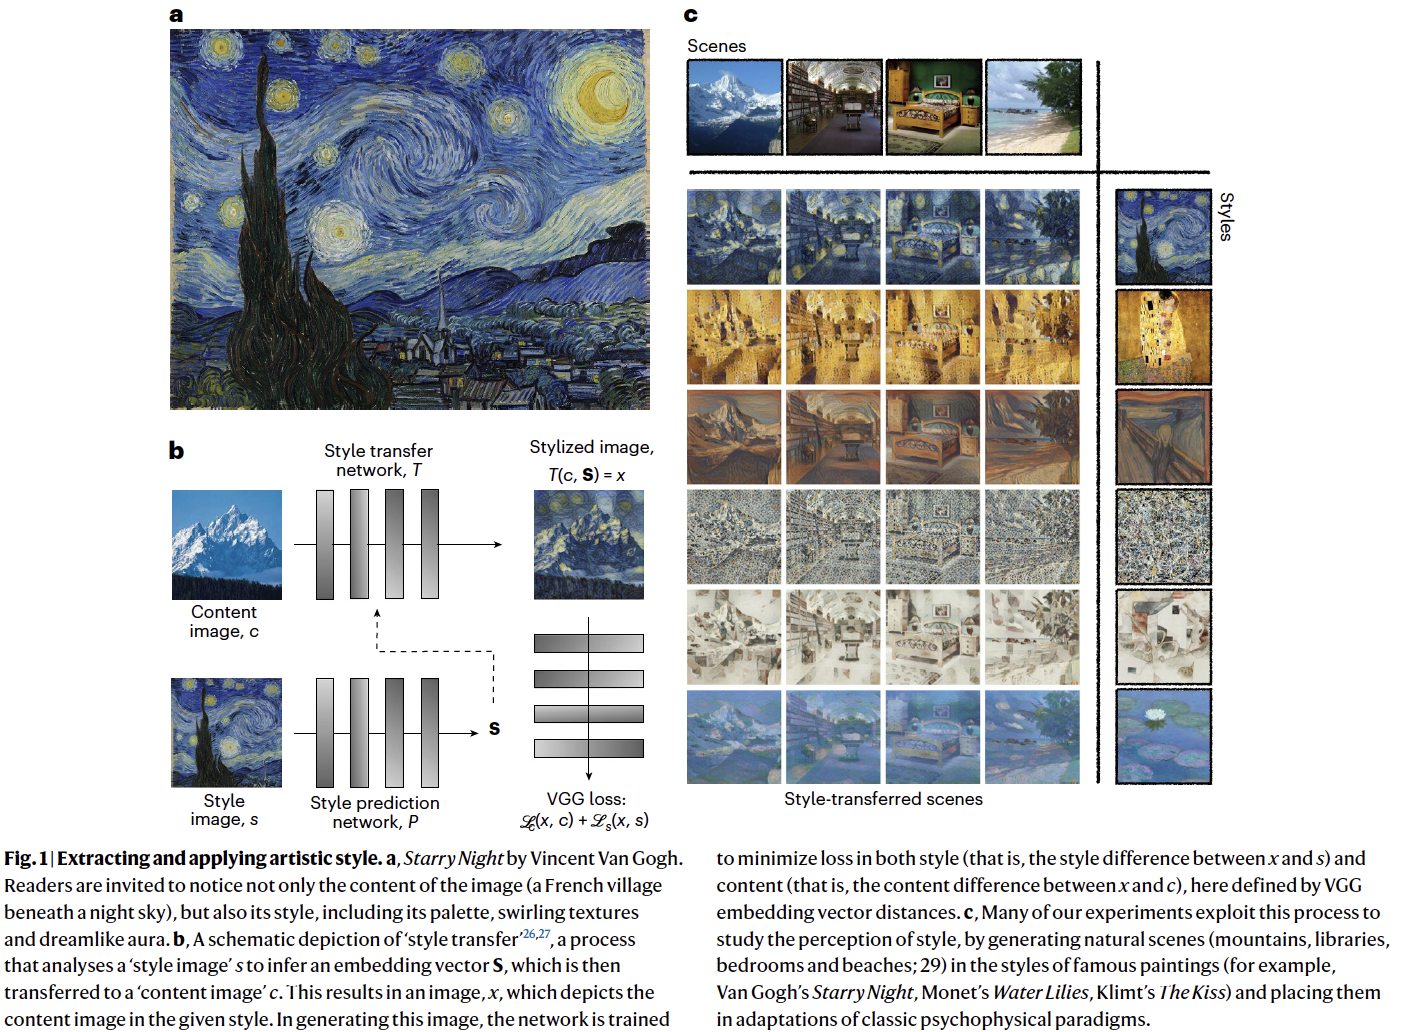 a
b
Style transfer
network, T
Stylized image,
T(c, S) = x
Content
image, c
S
Style
image, s
Style prediction
network, P
VGG loss:
ℒc(x, c) + ℒs(x, s)
c
Scenes
Styles
Style-transferred scenes
Fig. 1 | Extracting and applying artistic style. a, Starry Night by Vincent Van Gogh.
Readers are invited to notice not only the content of the image (a French village
beneath a night sky), but also its style, including its palette, swirling textures
and dreamlike aura. b, A schematic depiction of ‘style transfer’26,27, a process
that analyses a ‘style image’ s to infer an embedding vector S, which is then
transferred to a ‘content image’ c. This results in an image, x, which depicts the
content image in the given style. In generating this image, the network is trained
to minimize loss in both style (that is, the style difference between x and s) and
content (that is, the content difference between x and c), here defined by VGG
embedding vector distances. c, Many of our experiments exploit this process to
study the perception of style, by generating natural scenes (mountains, libraries,
bedrooms and beaches; 29) in the styles of famous paintings (for example,
Van Gogh’s Starry Night, Monet’s Water Lilies, Klimt’s The Kiss) and placing them
in adaptations of classic psychophysical paradigms.